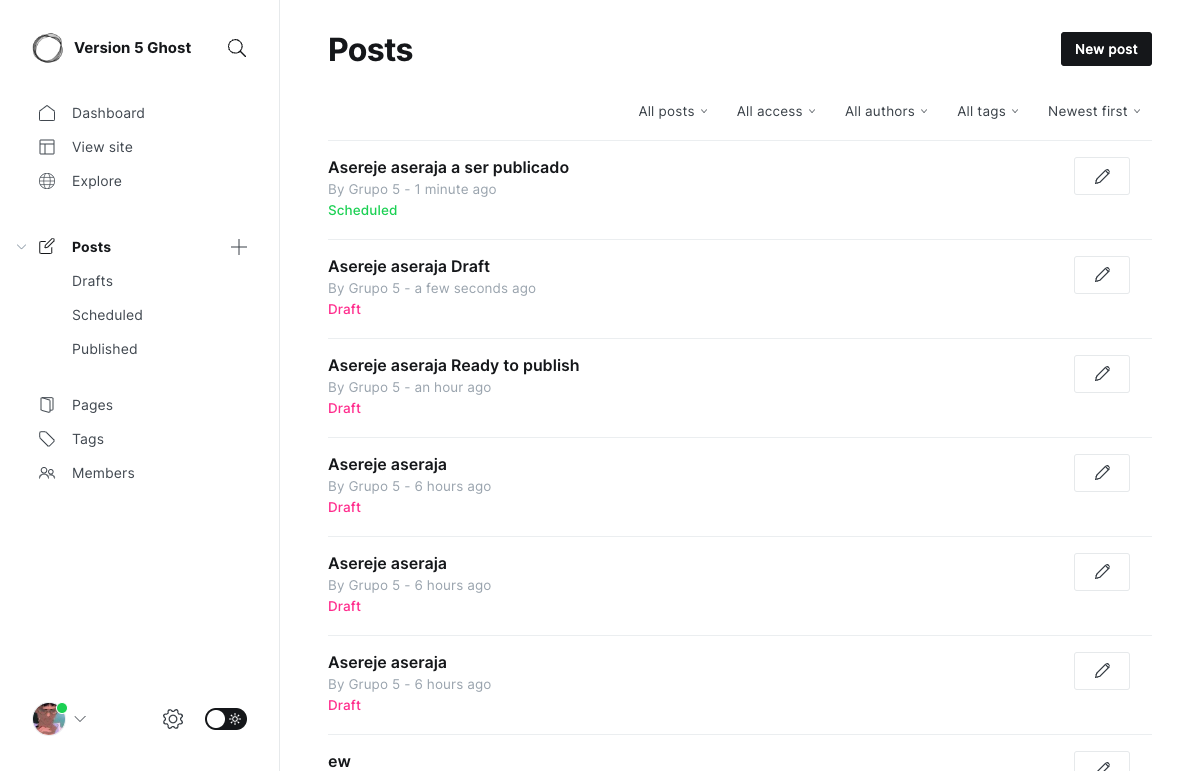 Version 5 Ghost
Dashboard
View site
Explore
Posts
Drafts
Scheduled
Published
Pages
Tags
Members
Posts
New post
All posts
All access
All authors
All tags
Newest first
Asereje aseraja a ser publicado
By Grupo 5 - 1 minute ago
Scheduled
Asereje aseraja Draft
By Grupo 5 - a few seconds ago
Draft
Asereje aseraja Ready to publish
By Grupo 5 - an hour ago
Draft
Asereje aseraja
By Grupo 5 - 6 hours ago
Draft
Asereje aseraja
By Grupo 5 - 6 hours ago
Draft
Asereje aseraja
By Grupo 5 - 6 hours ago
Draft
ew